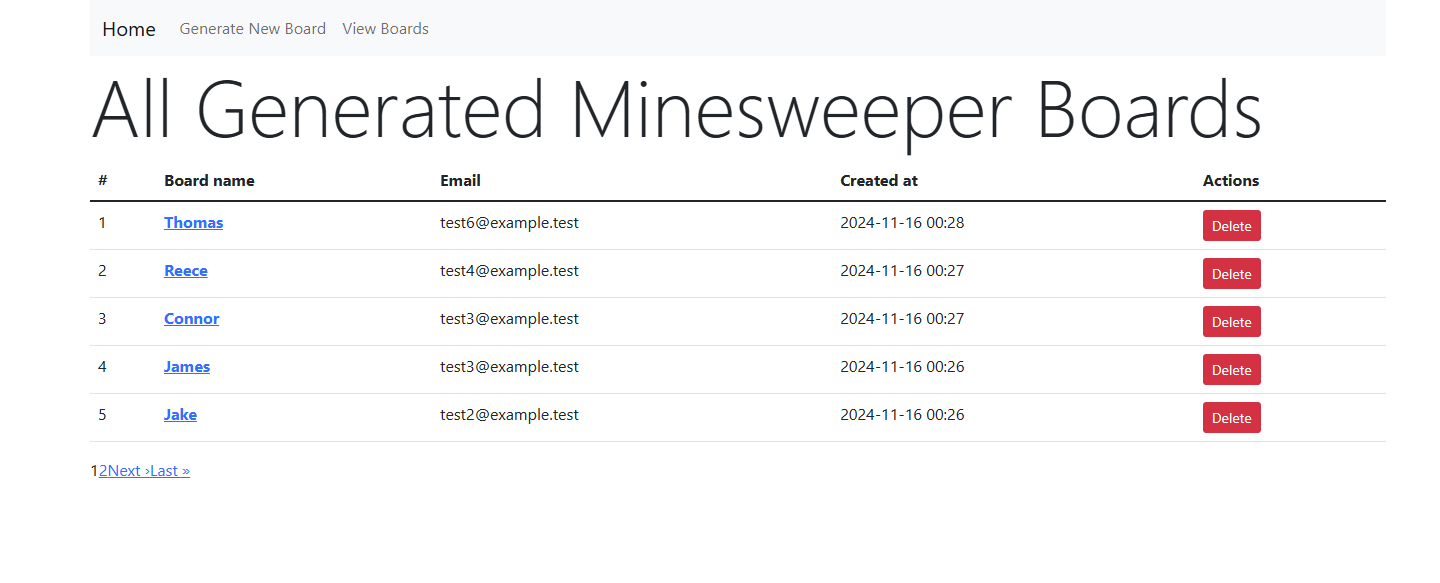 Home Generate New Board View Boards
All Generated Minesweeper Boards
# Board name Email Created at Actions
1 Thomas test6@example.test 2024-11-16 00:28 Delete
2 Reece test4@example.test 2024-11-16 00:27 Delete
3 Connor test3@example.test 2024-11-16 00:27 Delete
4 James test3@example.test 2024-11-16 00:26 Delete
5 Jake test2@example.test 2024-11-16 00:26 Delete
12Next ›Last »